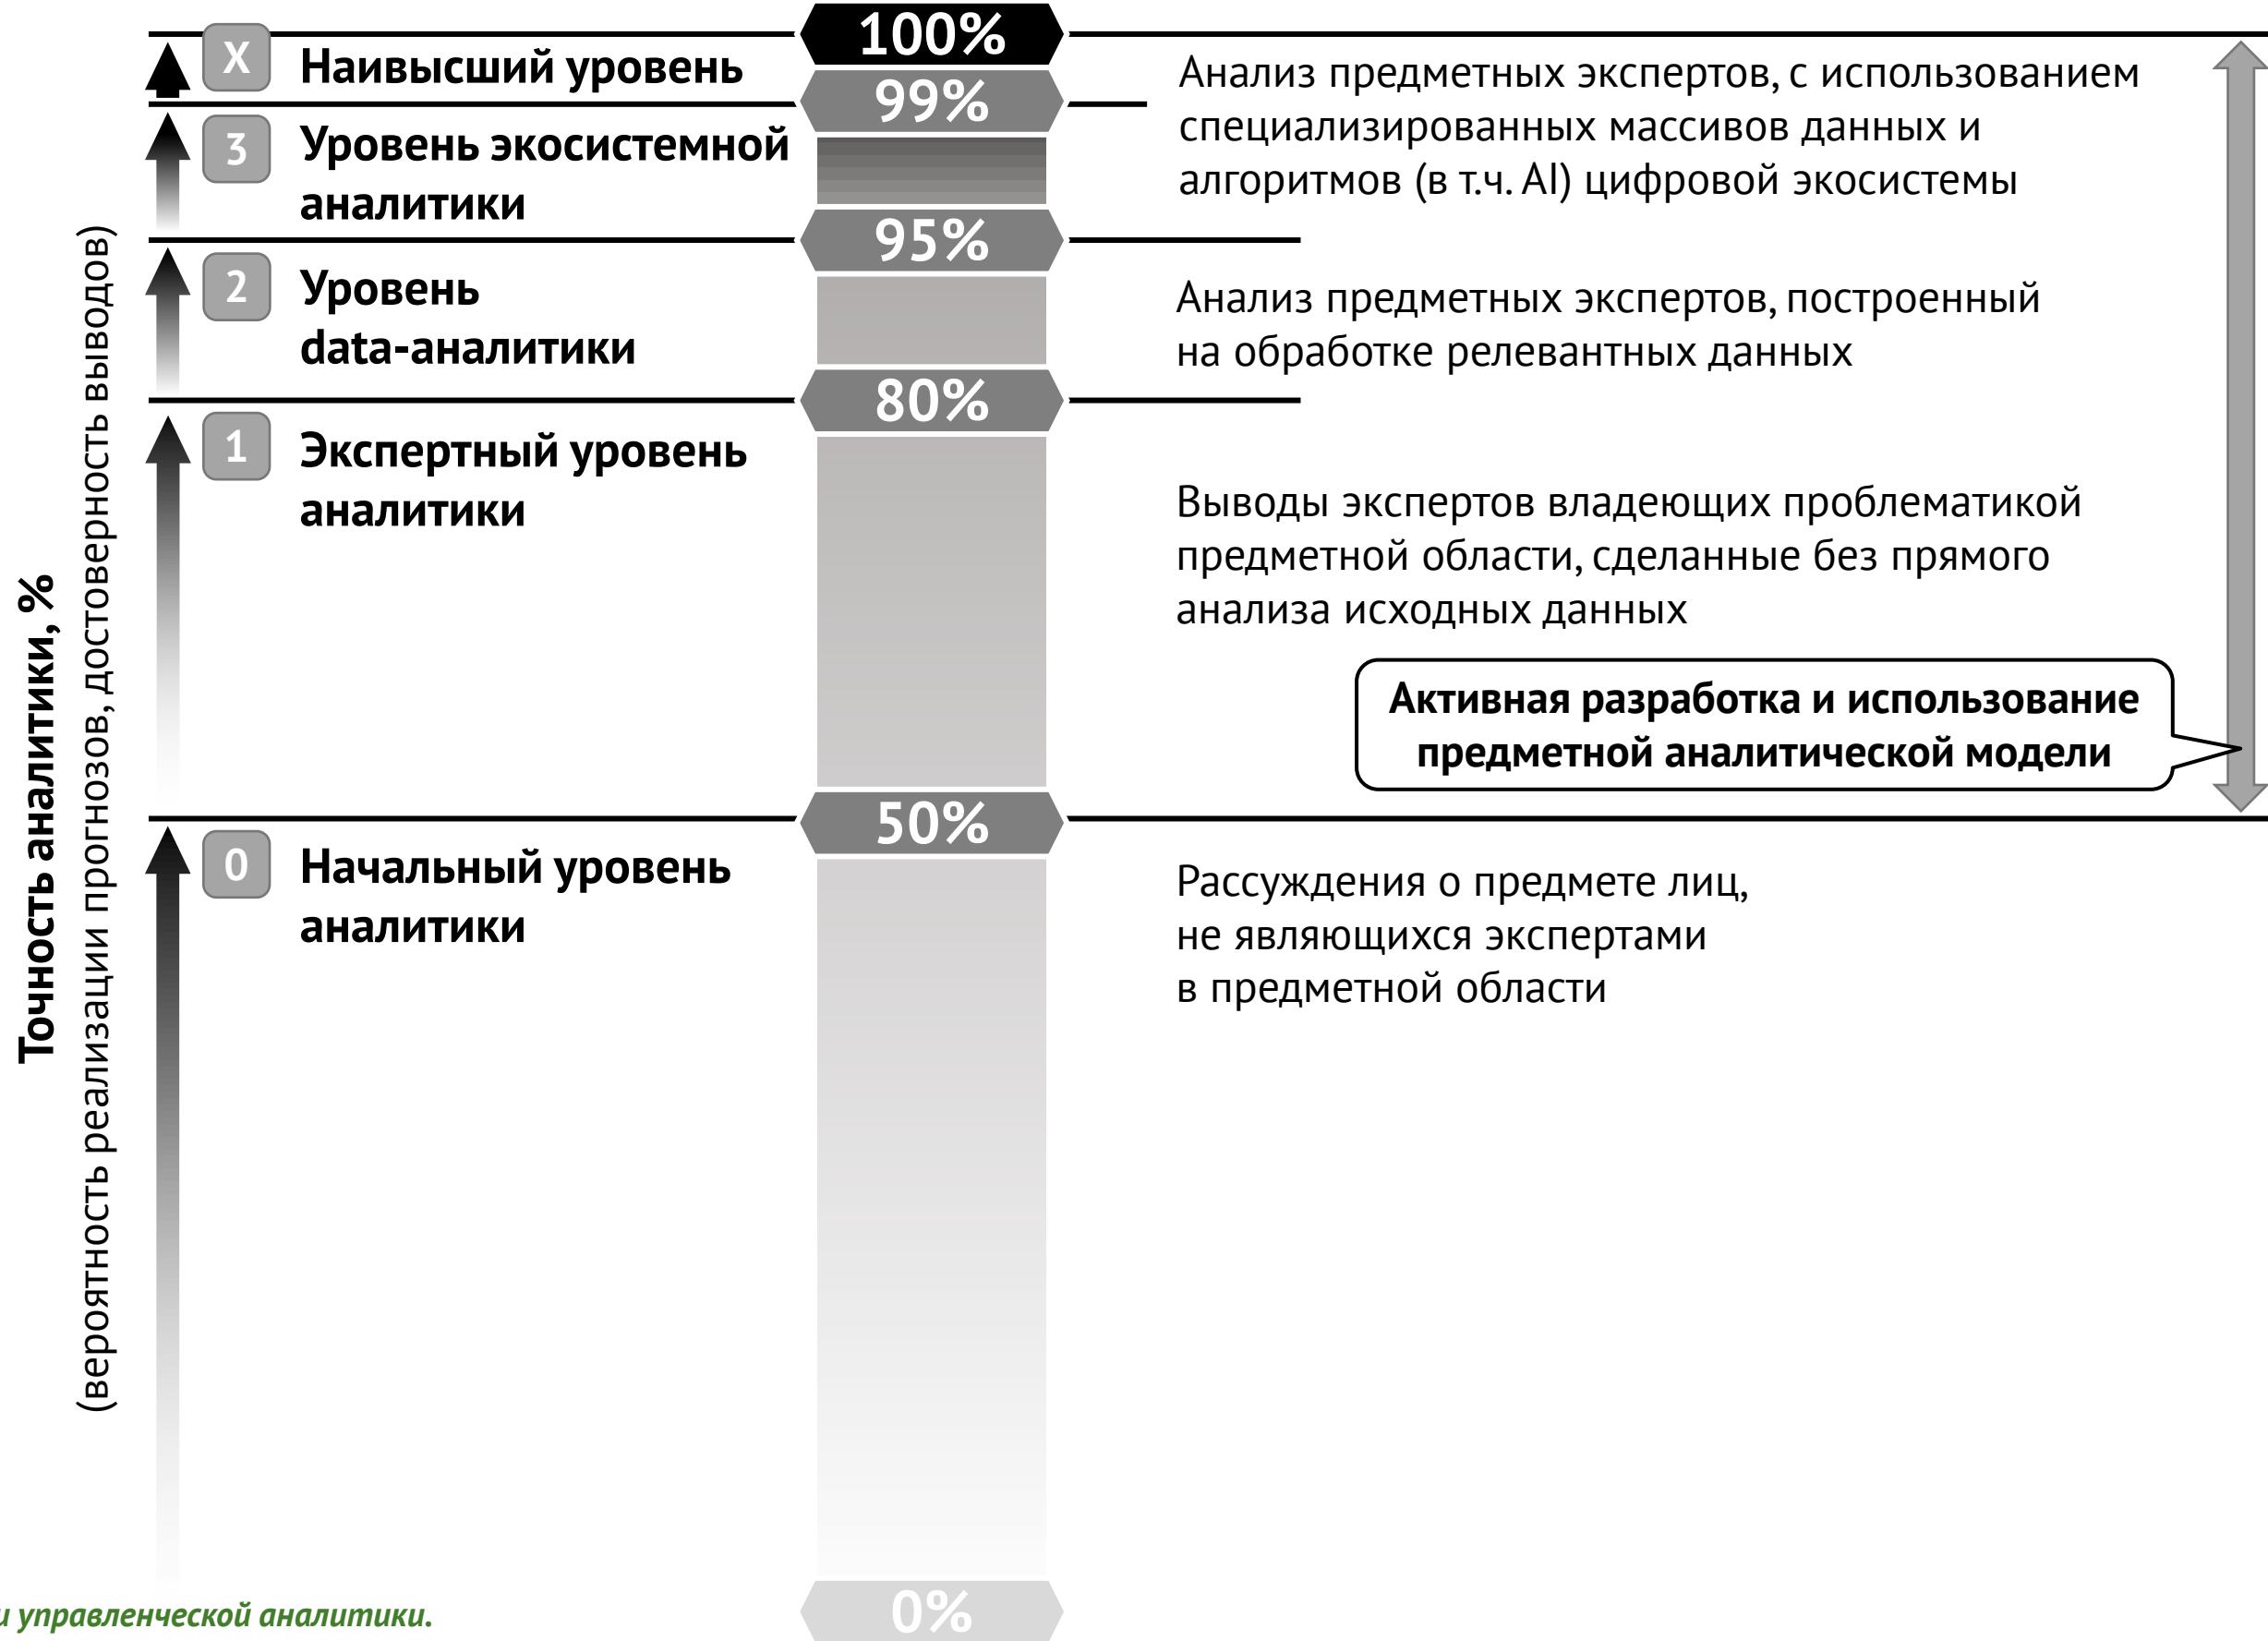 Точность аналитики, %
(вероятность реализации прогнозов, достоверность выводов)
100%
X
Наивысший уровень
99%
Анализ предметных экспертов, с использованием
специализированных массивов данных и
алгоритмов (в т.ч. AI) цифровой экосистемы
3
Уровень экосистемной
аналитики
95%
2
Уровень
data-аналитики
Анализ предметных экспертов, построенный
на обработке релевантных данных
80%
1
Экспертный уровень
аналитики
Выводы экспертов владеющих проблематикой
предметной области, сделанные без прямого
анализа исходных данных
Активная разработка и использование
предметной аналитической модели
50%
0
Начальный уровень
аналитики
Рассуждения о предмете лиц,
не являющихся экспертами
в предметной области
0%
и управленческой аналитики.